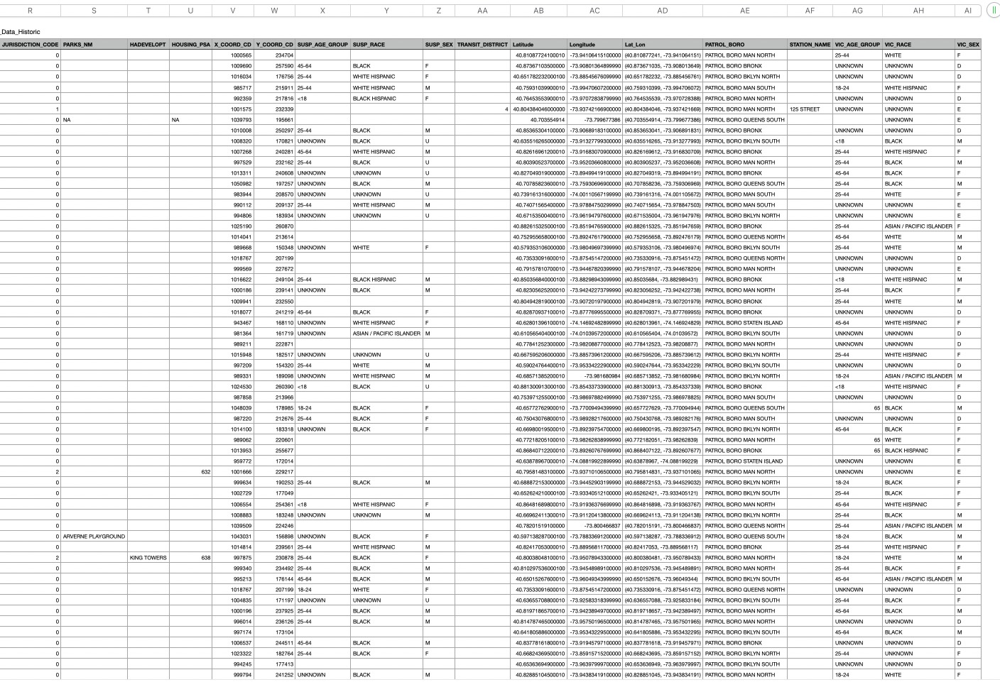 R S T U V W X Y Z AA AB AC AD AE AF AG AH AI
_Data_Historic
JURISDICTION_CODE PARKS_NM HADEVELOPT HOUSING_PSA X_COORD_CD Y_COORD_CD SUSP_AGE_GROUP SUSP_RACE SUSP_SEX TRANSIT_DISTRICT Latitude Longitude Lat_Lon PATROL_BORO STATION_NAME VIC_AGE_GROUP VIC_RACE VIC_SEX
0 1000565 234704 40.81087724100010 -73.94106415100000 (40.810877241, -73.941064151) PATROL BORO MAN NORTH 25-44 WHITE F
0 1009690 257590 45-64 BLACK F 40.87367103500000 -73.90801364899990 (40.873671035, -73.908013649) PATROL BORO BRONX UNKNOWN UNKNOWN D
0 1016034 176756 25-44 WHITE HISPANIC F 40.651782232000100 -73.88545676099990 (40.651782232, -73.885456761) PATROL BORO BKLYN NORTH UNKNOWN UNKNOWN D
0 985717 215911 25-44 WHITE HISPANIC M 40.75931039900010 -73.99470607200000 (40.759310399, -73.994706072) PATROL BORO MAN SOUTH 18-24 WHITE HISPANIC F
0 992359 217816 <18 BLACK HISPANIC F 40.76453553900010 -73.97072838799990 (40.764535539, -73.970728388) PATROL BORO MAN NORTH UNKNOWN UNKNOWN D
1 1001575 232339 4 40.804384046000000 -73.93742166900000 (40.804384046, -73.937421669) PATROL BORO MAN NORTH 125 STREET UNKNOWN UNKNOWN E
0 NA NA 1039793 195661 40.703554914 -73.799677386 (40.703554914, -73.799677386) PATROL BORO QUEENS SOUTH UNKNOWN E
0 1010008 250297 25-44 BLACK M 40.85365304100000 -73.90689183100000 (40.853653041, -73.906891831) PATROL BORO BRONX UNKNOWN UNKNOWN D
0 1008320 170821 UNKNOWN BLACK U 40.635516265000000 -73.91327799300000 (40.635516265, -73.913277993) PATROL BORO BKLYN SOUTH <18 BLACK M
0 1007268 240281 45-64 WHITE HISPANIC M 40.82616961200010 -73.91683070900000 (40.826169612, -73.916830709) PATROL BORO BRONX 25-44 WHITE HISPANIC F
0 997529 232162 25-44 BLACK U 40.80390523700000 -73.95203660800000 (40.803905237, -73.952036608) PATROL BORO MAN NORTH 25-44 BLACK M
0 1013311 240608 UNKNOWN UNKNOWN U 40.827049319000000 -73.89499419100000 (40.827049319, -73.894994191) PATROL BORO BRONX 45-64 BLACK F
0 1050982 197257 UNKNOWN BLACK M 40.70785823600010 -73.75930696900000 (40.707858236, -73.759306969) PATROL BORO QUEENS SOUTH 25-44 BLACK M
0 983944 208570 UNKNOWN UNKNOWN U 40.739161316000000 -74.00110567199990 (40.739161316, -74.001105672) PATROL BORO MAN SOUTH 25-44 WHITE F
0 990112 209137 25-44 WHITE HISPANIC M 40.74071565400000 -73.97884750299990 (40.740715654, -73.978847503) PATROL BORO MAN SOUTH UNKNOWN UNKNOWN E
0 994806 183934 UNKNOWN UNKNOWN U 40.67153500400010 -73.96194797600000 (40.671535004, -73.961947976) PATROL BORO BKLYN NORTH UNKNOWN UNKNOWN E
0 1025190 260870 40.882615325000100 -73.85194765900000 (40.882615325, -73.851947659) PATROL BORO BRONX 25-44 ASIAN / PACIFIC ISLANDER F
0 1014041 213614 40.752955658000100 -73.89247617900000 (40.752955658, -73.892476179) PATROL BORO QUEENS NORTH 45-64 WHITE M
0 989668 150348 UNKNOWN WHITE F 40.579353106000000 -73.98049697399990 (40.579353106, -73.980496974) PATROL BORO BKLYN SOUTH 25-44 WHITE M
0 1018767 207199 40.73533091600010 -73.87545147200000 (40.735330916, -73.875451472) PATROL BORO QUEENS NORTH UNKNOWN UNKNOWN D
0 999569 227672 40.79157810700010 -73.94467820399990 (40.791578107, -73.944678204) PATROL BORO MAN NORTH UNKNOWN UNKNOWN E
0 1016622 249104 25-44 BLACK HISPANIC M 40.850356840000100 -73.88298943099990 (40.85035684, -73.882989431) PATROL BORO BRONX <18 WHITE HISPANIC M
0 1000186 239141 UNKNOWN BLACK M 40.82305625200010 -73.94242273799990 (40.823056252, -73.942422738) PATROL BORO MAN NORTH 25-44 BLACK F
0 1009941 232550 40.804942819000100 -73.90720197900000 (40.804942819, -73.907201979) PATROL BORO BRONX 25-44 WHITE M
0 1018077 241219 45-64 BLACK F 40.82870937100010 -73.87776995500000 (40.828709371, -73.877769955) PATROL BORO BRONX UNKNOWN UNKNOWN D
0 943467 168110 UNKNOWN WHITE HISPANIC F 40.62801396100010 -74.14692482899990 (40.628013961, -74.146924829) PATROL BORO STATEN ISLAND 45-64 WHITE HISPANIC F
0 981364 161719 UNKNOWN ASIAN / PACIFIC ISLANDER M 40.610565404000100 -74.01039572000000 (40.610565404, -74.01039572) PATROL BORO BKLYN SOUTH UNKNOWN UNKNOWN D
0 989211 222871 40.77841252300000 -73.98208877000000 (40.778412523, -73.98208877) PATROL BORO MAN NORTH UNKNOWN UNKNOWN D
0 1015948 182517 UNKNOWN UNKNOWN U 40.667595206000000 -73.88573961200000 (40.667595206, -73.885739612) PATROL BORO BKLYN NORTH 25-44 WHITE HISPANIC F
0 997209 154320 25-44 WHITE M 40.59024764400010 -73.95334222900000 (40.590247644, -73.953342229) PATROL BORO BKLYN SOUTH UNKNOWN UNKNOWN D
0 989331 189098 UNKNOWN WHITE HISPANIC M 40.68571385200010 -73.981680984 (40.685713852, -73.981680984) PATROL BORO BKLYN NORTH 18-24 ASIAN / PACIFIC ISLANDER M
0 1024530 260390 <18 BLACK U 40.881300913000100 -73.85433733900000 (40.881300913, -73.854337339) PATROL BORO BRONX <18 WHITE HISPANIC F
0 987858 213966 40.753971255000100 -73.98697882499990 (40.753971255, -73.986978825) PATROL BORO MAN SOUTH UNKNOWN UNKNOWN D
0 1048039 178985 18-24 BLACK F 40.65772762900010 -73.77009494399990 (40.657727629, -73.770094944) PATROL BORO QUEENS SOUTH 65 BLACK M
0 987220 212676 25-44 BLACK F 40.75043076800010 -73.98928217600000 (40.750430768, -73.989282176) PATROL BORO MAN SOUTH UNKNOWN UNKNOWN D
0 1014100 183318 UNKNOWN BLACK F 40.66980019500010 -73.89239754700000 (40.669800195, -73.892397547) PATROL BORO BKLYN NORTH 45-64 BLACK F
0 989062 220601 40.77218205100010 -73.98262838999990 (40.772182051, -73.98262839) PATROL BORO MAN NORTH 65 WHITE F
0 1013953 255677 40.86840712200010 -73.89260767699990 (40.868407122, -73.892607677) PATROL BORO BRONX 65 BLACK HISPANIC F
0 959772 172014 40.63878967000010 -74.08819922899990 (40.63878967, -74.088199229) PATROL BORO STATEN ISLAND UNKNOWN UNKNOWN E
2 632 1001666 229217 40.79581483100000 -73.93710106500000 (40.795814831, -73.937101065) PATROL BORO MAN NORTH UNKNOWN UNKNOWN E
0 999634 190253 25-44 BLACK M 40.688872153000000 -73.94452903199990 (40.688872153, -73.944529032) PATROL BORO BKLYN NORTH 18-24 BLACK F
0 1002729 177049 40.652624210000100 -73.93340512100000 (40.65262421, -73.933405121) PATROL BORO BKLYN SOUTH 25-44 BLACK F
0 1006554 254361 <18 WHITE HISPANIC F 40.86481689800010 -73.91936376699990 (40.864816898, -73.919363767) PATROL BORO MAN NORTH 45-64 WHITE HISPANIC F
0 1008883 183248 UNKNOWN UNKNOWN M 40.66962411300010 -73.91120413800000 (40.669624113, -73.911204138) PATROL BORO BKLYN NORTH 25-44 BLACK M
0 1039509 224246 40.78201519100000 -73.800466837 (40.782015191, -73.800466837) PATROL BORO QUEENS NORTH 25-44 ASIAN / PACIFIC ISLANDER M
0 ARVERNE PLAYGROUND 1043031 156898 UNKNOWN BLACK F 40.597138287000100 -73.78833691200000 (40.597138287, -73.788336912) PATROL BORO QUEENS SOUTH 18-24 BLACK M
0 1014814 239561 25-44 WHITE HISPANIC M 40.82417053000010 -73.88956811700000 (40.82417053, -73.889568117) PATROL BORO BRONX 25-44 WHITE HISPANIC F
2 KING TOWERS 638 997875 230878 25-44 BLACK F 40.80038048100010 -73.95078943300000 (40.800380481, -73.950789433) PATROL BORO MAN NORTH 18-24 WHITE M
0 999340 234492 25-44 BLACK M 40.810297536000100 -73.94548989100000 (40.810297536, -73.945489891) PATROL BORO MAN NORTH 25-44 BLACK F
0 995213 176144 45-64 BLACK M 40.65015267600010 -73.96049343999990 (40.650152676, -73.96049344) PATROL BORO BKLYN SOUTH 45-64 ASIAN / PACIFIC ISLANDER M
0 1018767 207199 18-24 WHITE F 40.73533091600010 -73.87545147200000 (40.735330916, -73.875451472) PATROL BORO QUEENS NORTH UNKNOWN UNKNOWN D
0 1004835 171197 UNKNOWN UNKNOWN U 40.63655708800010 -73.92583318399990 (40.636557088, -73.925833184) PATROL BORO BKLYN SOUTH 25-44 BLACK F
0 1000196 237925 25-44 BLACK M 40.81971865700010 -73.94238949700000 (40.819718657, -73.942389497) PATROL BORO MAN NORTH 45-64 BLACK M
0 996014 236126 25-44 BLACK M 40.814787465000000 -73.95750196500000 (40.814787465, -73.957501965) PATROL BORO MAN NORTH UNKNOWN UNKNOWN D
0 997174 173104 40.641805886000000 -73.95343229500000 (40.641805886, -73.953432295) PATROL BORO BKLYN SOUTH 45-64 BLACK M
0 1006537 244511 45-64 BLACK M 40.83778161800010 -73.91945797100000 (40.837781618, -73.919457971) PATROL BORO BRONX UNKNOWN UNKNOWN D
0 1023322 182764 25-44 BLACK F 40.66824369500010 -73.85915715200000 (40.668243695, -73.859157152) PATROL BORO BKLYN NORTH 25-44 UNKNOWN F
0 994245 177413 40.65363694900000 -73.96397999700000 (40.653636949, -73.963979997) PATROL BORO BKLYN SOUTH UNKNOWN UNKNOWN D
0 999794 241252 UNKNOWN BLACK M 40.82885104500010 -73.94383419100000 (40.828851045, -73.943834191) PATROL BORO MAN NORTH 18-24 WHITE F